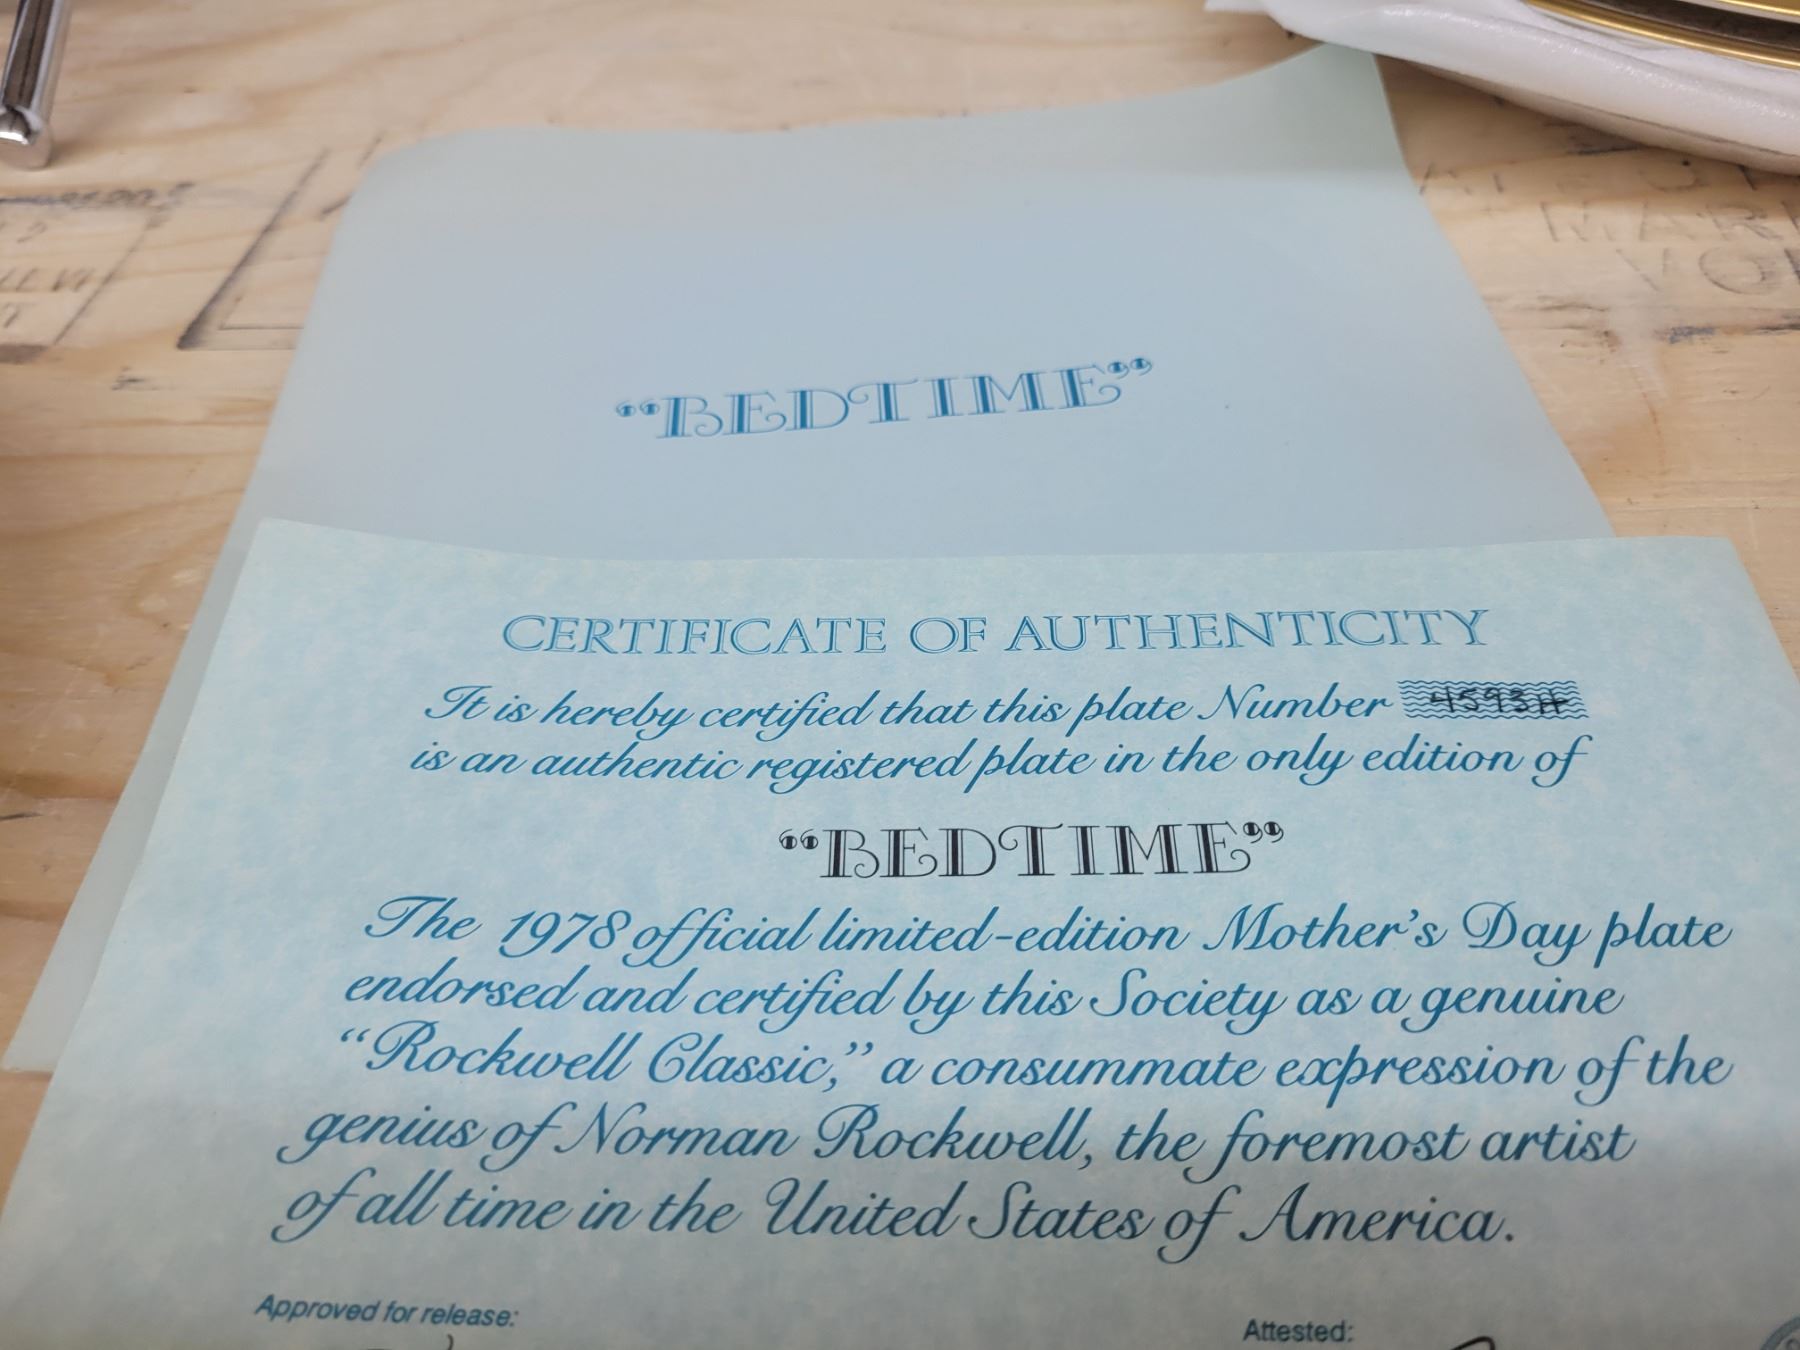 “BEDTIME”
CERTIFICATE OF AUTHENTICITY
It is hereby certified that this plate Number 4593H
is an authentic registered plate in the only edition of
“BEDTIME”
The 1978 official limited-edition Mother’s Day plate
endorsed and certified by this Society as a genuine
“Rockwell Classic,” a consummate expression of the
genius of Norman Rockwell, the foremost artist
of all time in the United States of America.
Approved for release:
Attested: